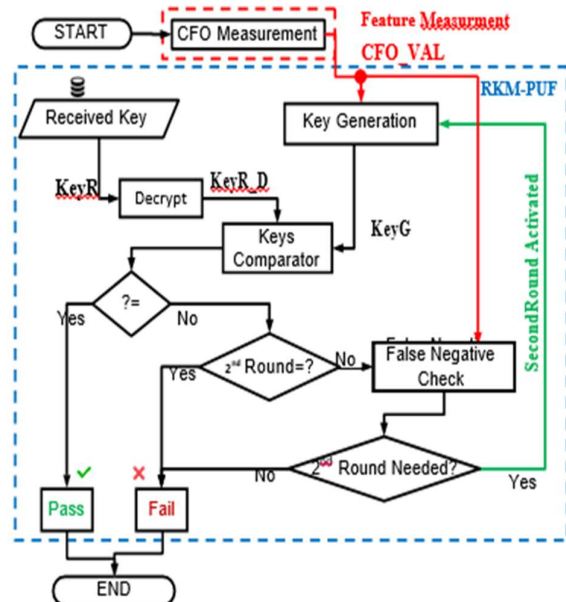 START
CFO Measurement
Feature Measurment
CFO_VAL
RKM-PUF
Received Key
Key Generation
KeyR
Decrypt
KeyR_D
KeyG
Keys
Comparator
SecondRound Activated
?=
Yes
No
2nd Round=?
Yes
No
False Negative
Check
2nd Round Needed?
No
Yes
Pass
Fail
END